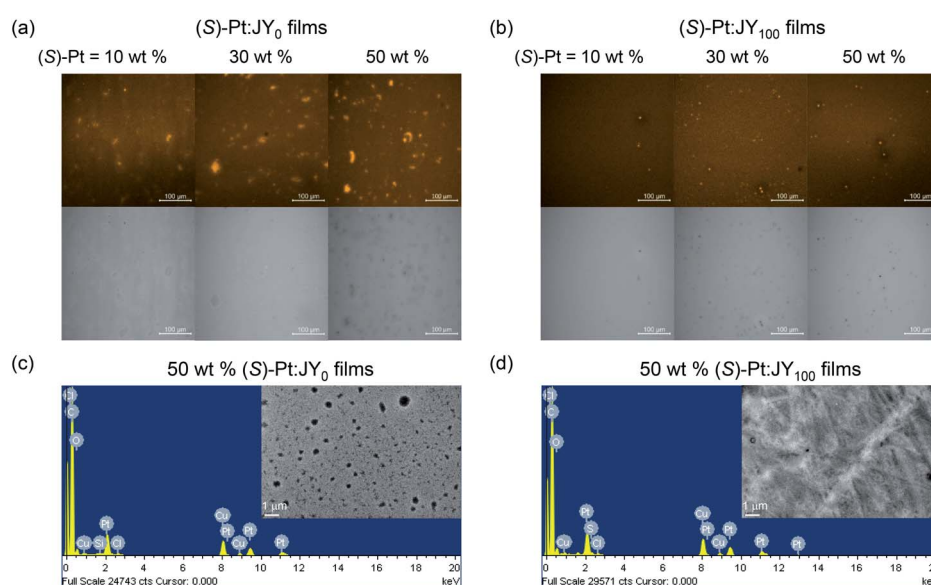 (a)
(S)-Pt:JY0 films
(S)-Pt = 10 wt %
30 wt %
50 wt %
100 µm
100 µm
100 µm
100 µm
100 µm
100 µm
(b)
(S)-Pt:JY100 films
(S)-Pt = 10 wt %
30 wt %
50 wt %
100 µm
100 µm
100 µm
100 µm
100 µm
100 µm
(c)
50 wt % (S)-Pt:JY0 films
Cl
C
O
Cu
Si
Pt
Cl
Cu
Pt
Cu
Pt
Pt
1 µm
0 2 4 6 8 10 12 14 16 18 20
Full Scale 24743 cts Cursor: 0.000
keV
(d)
50 wt % (S)-Pt:JY100 films
Cl
C
O
Cu
Pt
S
Cl
Cu
Pt
Cu
Pt
Pt
Pt
1 µm
0 2 4 6 8 10 12 14 16 18 2
Full Scale 29571 cts Cursor: 0.000
ke